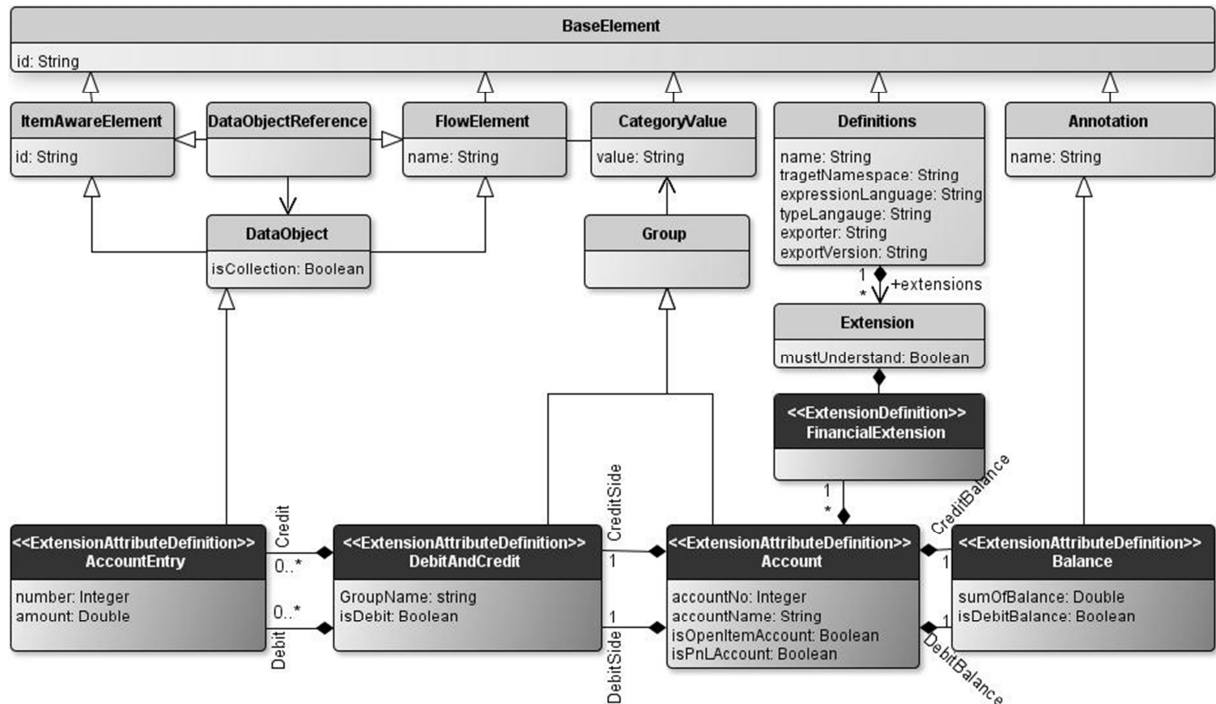 BaseElement
id: String
ItemAwareElement
id: String
DataObjectReference
FlowElement
name: String
CategoryValue
value: String
Definitions
name: String
tragetNamespace: String
expressionLanguage: String
typeLangauge: String
exporter: String
exportVersion: String
Annotation
name: String
DataObject
isCollection: Boolean
Group
1
*
+extensions
Extension
mustUnderstand: Boolean
<<ExtensionDefinition>>
FinancialExtension
1
*
<<ExtensionAttributeDefinition>>
AccountEntry
number: Integer
amount: Double
Credit
0..*
0..*
Debit
<<ExtensionAttributeDefinition>>
DebitAndCredit
GroupName: string
isDebit: Boolean
CreditSide
1
1
DebitSide
<<ExtensionAttributeDefinition>>
Account
accountNo: Integer
accountName: String
isOpenItemAccount: Boolean
isPnLAccount: Boolean
CreditBalance
1
1
DebitBalance
<<ExtensionAttributeDefinition>>
Balance
sumOfBalance: Double
isDebitBalance: Boolean